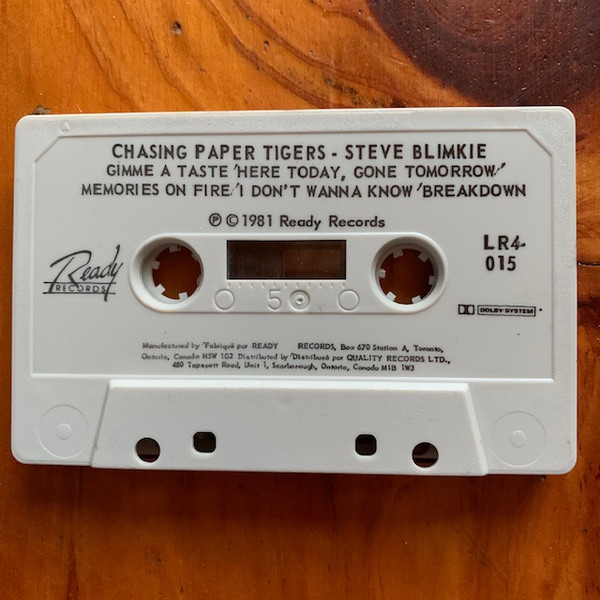 CHASING PAPER TIGERS - STEVE BLIMKIE
GIMME A TASTE/HERE TODAY, GONE TOMORROW/
MEMORIES ON FIRE/I DON'T WANNA KNOW/BREAKDOWN
Ⓟ © 1981 Ready Records
Ready
RECORDS
LR4-
015
5
DOLBY SYSTEM
Manufactured by/Fabriqué par READY RECORDS, Box 670 Station A, Toronto,
Ontario, Canada M5W 1G2 Distributed by/Distribué par QUALITY RECORDS LTD.,
480 Tapscott Road, Unit 1, Scarborough, Ontario, Canada M1B 1W3